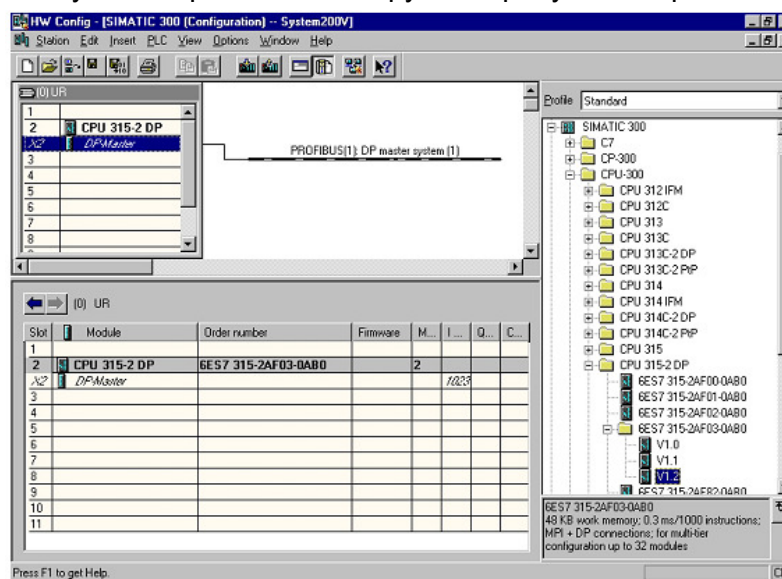 HW Config - [SIMATIC 300 (Configuration) -- System200V]
Station Edit Insert PLC View Options Window Help
(0) UR
1
2 CPU 315-2 DP
X2 DP-Master
3
4
5
6
7
8
PROFIBUS(1): DP master system (1)
(0) UR
Slot Module Order number Firmware M... I ... Q... C...
1
2 CPU 315-2 DP 6ES7 315-2AF03-0AB0 2
X2 DP-Master 1023
3
4
5
6
7
8
9
10
11
Profile Standard
SIMATIC 300
C7
CP-300
CPU-300
CPU 312 IFM
CPU 312C
CPU 313
CPU 313C
CPU 313C-2 DP
CPU 313C-2 PtP
CPU 314
CPU 314 IFM
CPU 314C-2 DP
CPU 314C-2 PtP
CPU 315
CPU 315-2 DP
6ES7 315-2AF00-0AB0
6ES7 315-2AF01-0AB0
6ES7 315-2AF02-0AB0
6ES7 315-2AF03-0AB0
V1.0
V1.1
V1.2
6ES7 315-2AF82-0AB0
6ES7 315-2AF03-0AB0
48 KB work memory; 0.3 ms/1000 instructions;
MPI + DP connections; for multi-tier
configuration up to 32 modules
Press F1 to get Help.